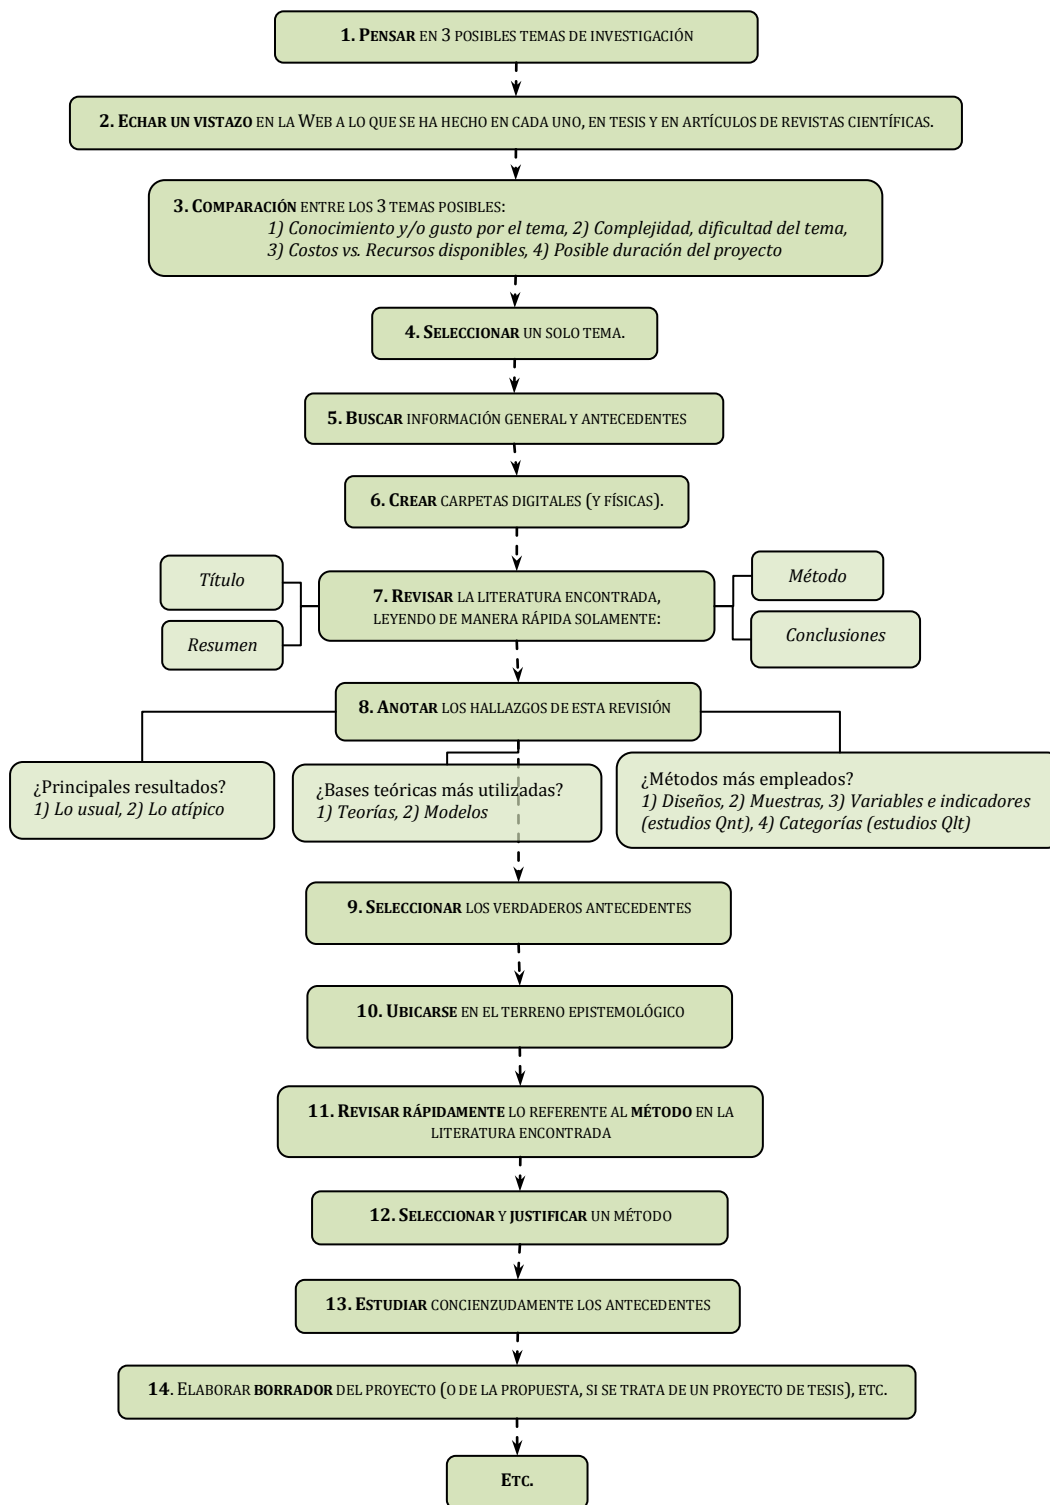 1. PENSAR EN 3 POSIBLES TEMAS DE INVESTIGACIÓN
2. ECHAR UN VISTAZO EN LA WEB A LO QUE SE HA HECHO EN CADA UNO, EN TESIS Y EN ARTÍCULOS DE REVISTAS CIENTÍFICAS.
3. COMPARACIÓN ENTRE LOS 3 TEMAS POSIBLES:
1) Conocimiento y/o gusto por el tema, 2) Complejidad, dificultad del tema,
3) Costos vs. Recursos disponibles, 4) Posible duración del proyecto
4. SELECCIONAR UN SOLO TEMA.
5. BUSCAR INFORMACIÓN GENERAL Y ANTECEDENTES
6. CREAR CARPETAS DIGITALES (Y FÍSICAS).
Título
Resumen
7. REVISAR LA LITERATURA ENCONTRADA,
LEYENDO DE MANERA RÁPIDA SOLAMENTE:
Método
Conclusiones
8. ANOTAR LOS HALLAZGOS DE ESTA REVISIÓN
¿Principales resultados?
1) Lo usual, 2) Lo atípico
¿Bases teóricas más utilizadas?
1) Teorías, 2) Modelos
¿Métodos más empleados?
1) Diseños, 2) Muestras, 3) Variables e indicadores
(estudios Qnt), 4) Categorías (estudios Qlt)
9. SELECCIONAR LOS VERDADEROS ANTECEDENTES
10. UBICARSE EN EL TERRENO EPISTEMOLÓGICO
11. REVISAR RÁPIDAMENTE LO REFERENTE AL MÉTODO EN LA
LITERATURA ENCONTRADA
12. SELECCIONAR Y JUSTIFICAR UN MÉTODO
13. ESTUDIAR CONCIENZUDAMENTE LOS ANTECEDENTES
14. ELABORAR BORRADOR DEL PROYECTO (O DE LA PROPUESTA, SI SE TRATA DE UN PROYECTO DE TESIS), ETC.
ETC.